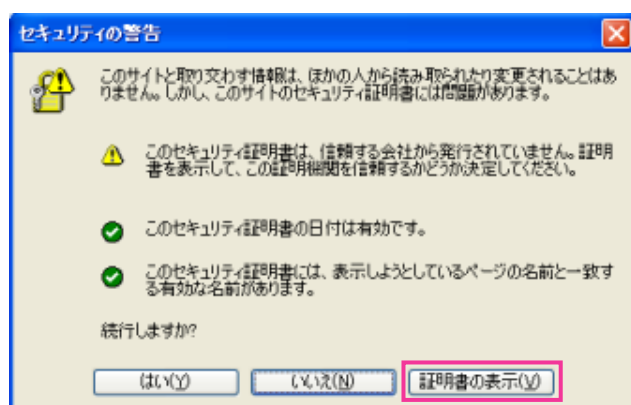 セキュリティの警告
このサイトと取り交わす情報は、ほかの人から読み取られたり変更されることはあ
りません。しかし、このサイトのセキュリティ証明書には問題があります。
このセキュリティ証明書は、信頼する会社から発行されていません。証明
書を表示して、この証明機関を信頼するかどうか決定してください。
このセキュリティ証明書の日付は有効です。
このセキュリティ証明書には、表示しようとしているページの名前と一致す
る有効な名前があります。
続行しますか?
はい(Y) いいえ(N) 証明書の表示(V)